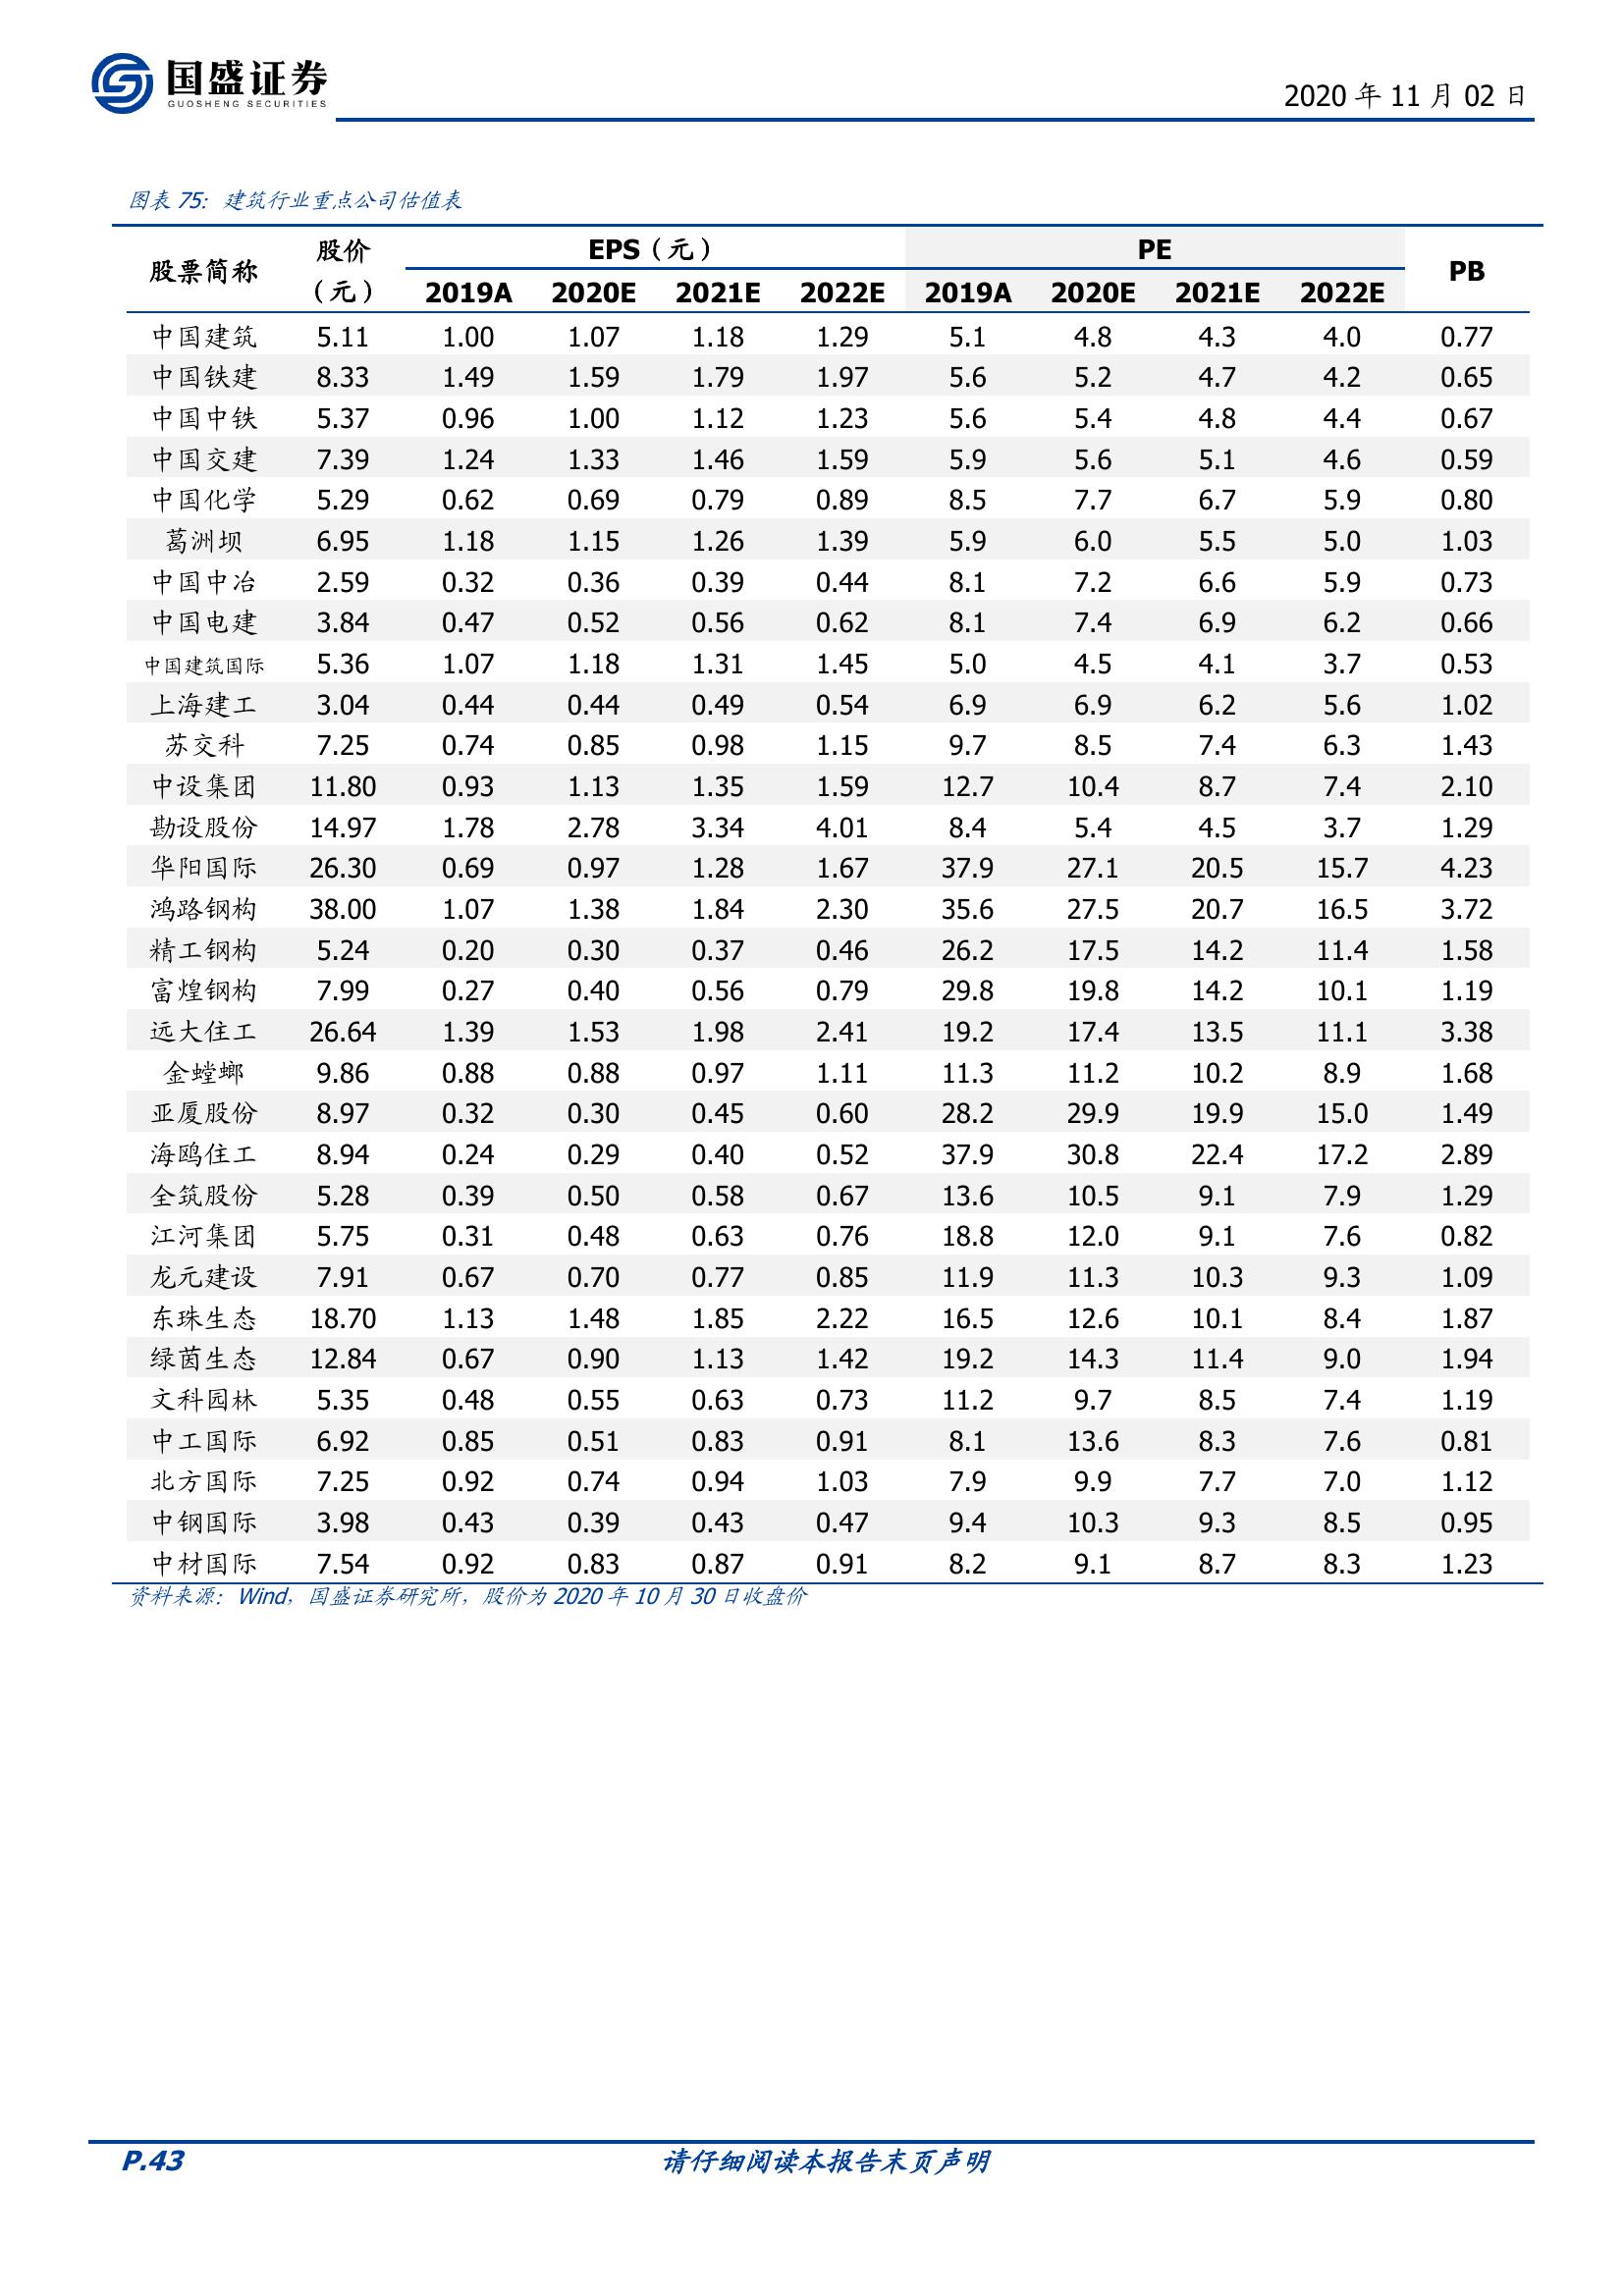 国盛证券
GUOSHENG SECURITIES
2020 年 11 月 02 日
图表 75：建筑行业重点公司估值表
股票简称 股价（元） EPS（元） PE PB
2019A 2020E 2021E 2022E 2019A 2020E 2021E 2022E
中国建筑 5.11 1.00 1.07 1.18 1.29 5.1 4.8 4.3 4.0 0.77
中国铁建 8.33 1.49 1.59 1.79 1.97 5.6 5.2 4.7 4.2 0.65
中国中铁 5.37 0.96 1.00 1.12 1.23 5.6 5.4 4.8 4.4 0.67
中国交建 7.39 1.24 1.33 1.46 1.59 5.9 5.6 5.1 4.6 0.59
中国化学 5.29 0.62 0.69 0.79 0.89 8.5 7.7 6.7 5.9 0.80
葛洲坝 6.95 1.18 1.15 1.26 1.39 5.9 6.0 5.5 5.0 1.03
中国中冶 2.59 0.32 0.36 0.39 0.44 8.1 7.2 6.6 5.9 0.73
中国电建 3.84 0.47 0.52 0.56 0.62 8.1 7.4 6.9 6.2 0.66
中国建筑国际 5.36 1.07 1.18 1.31 1.45 5.0 4.5 4.1 3.7 0.53
上海建工 3.04 0.44 0.44 0.49 0.54 6.9 6.9 6.2 5.6 1.02
苏交科 7.25 0.74 0.85 0.98 1.15 9.7 8.5 7.4 6.3 1.43
中设集团 11.80 0.93 1.13 1.35 1.59 12.7 10.4 8.7 7.4 2.10
勘设股份 14.97 1.78 2.78 3.34 4.01 8.4 5.4 4.5 3.7 1.29
华阳国际 26.30 0.69 0.97 1.28 1.67 37.9 27.1 20.5 15.7 4.23
鸿路钢构 38.00 1.07 1.38 1.84 2.30 35.6 27.5 20.7 16.5 3.72
精工钢构 5.24 0.20 0.30 0.37 0.46 26.2 17.5 14.2 11.4 1.58
富煌钢构 7.99 0.27 0.40 0.56 0.79 29.8 19.8 14.2 10.1 1.19
远大住工 26.64 1.39 1.53 1.98 2.41 19.2 17.4 13.5 11.1 3.38
金螳螂 9.86 0.88 0.88 0.97 1.11 11.3 11.2 10.2 8.9 1.68
亚厦股份 8.97 0.32 0.30 0.45 0.60 28.2 29.9 19.9 15.0 1.49
海鸥住工 8.94 0.24 0.29 0.40 0.52 37.9 30.8 22.4 17.2 2.89
全筑股份 5.28 0.39 0.50 0.58 0.67 13.6 10.5 9.1 7.9 1.29
江河集团 5.75 0.31 0.48 0.63 0.76 18.8 12.0 9.1 7.6 0.82
龙元建设 7.91 0.67 0.70 0.77 0.85 11.9 11.3 10.3 9.3 1.09
东珠生态 18.70 1.13 1.48 1.85 2.22 16.5 12.6 10.1 8.4 1.87
绿茵生态 12.84 0.67 0.90 1.13 1.42 19.2 14.3 11.4 9.0 1.94
文科园林 5.35 0.48 0.55 0.63 0.73 11.2 9.7 8.5 7.4 1.19
中工国际 6.92 0.85 0.51 0.83 0.91 8.1 13.6 8.3 7.6 0.81
北方国际 7.25 0.92 0.74 0.94 1.03 7.9 9.9 7.7 7.0 1.12
中钢国际 3.98 0.43 0.39 0.43 0.47 9.4 10.3 9.3 8.5 0.95
中材国际 7.54 0.92 0.83 0.87 0.91 8.2 9.1 8.7 8.3 1.23
资料来源：Wind，国盛证券研究所，股价为 2020 年 10 月 30 日收盘价
P.43 请仔细阅读本报告末页声明